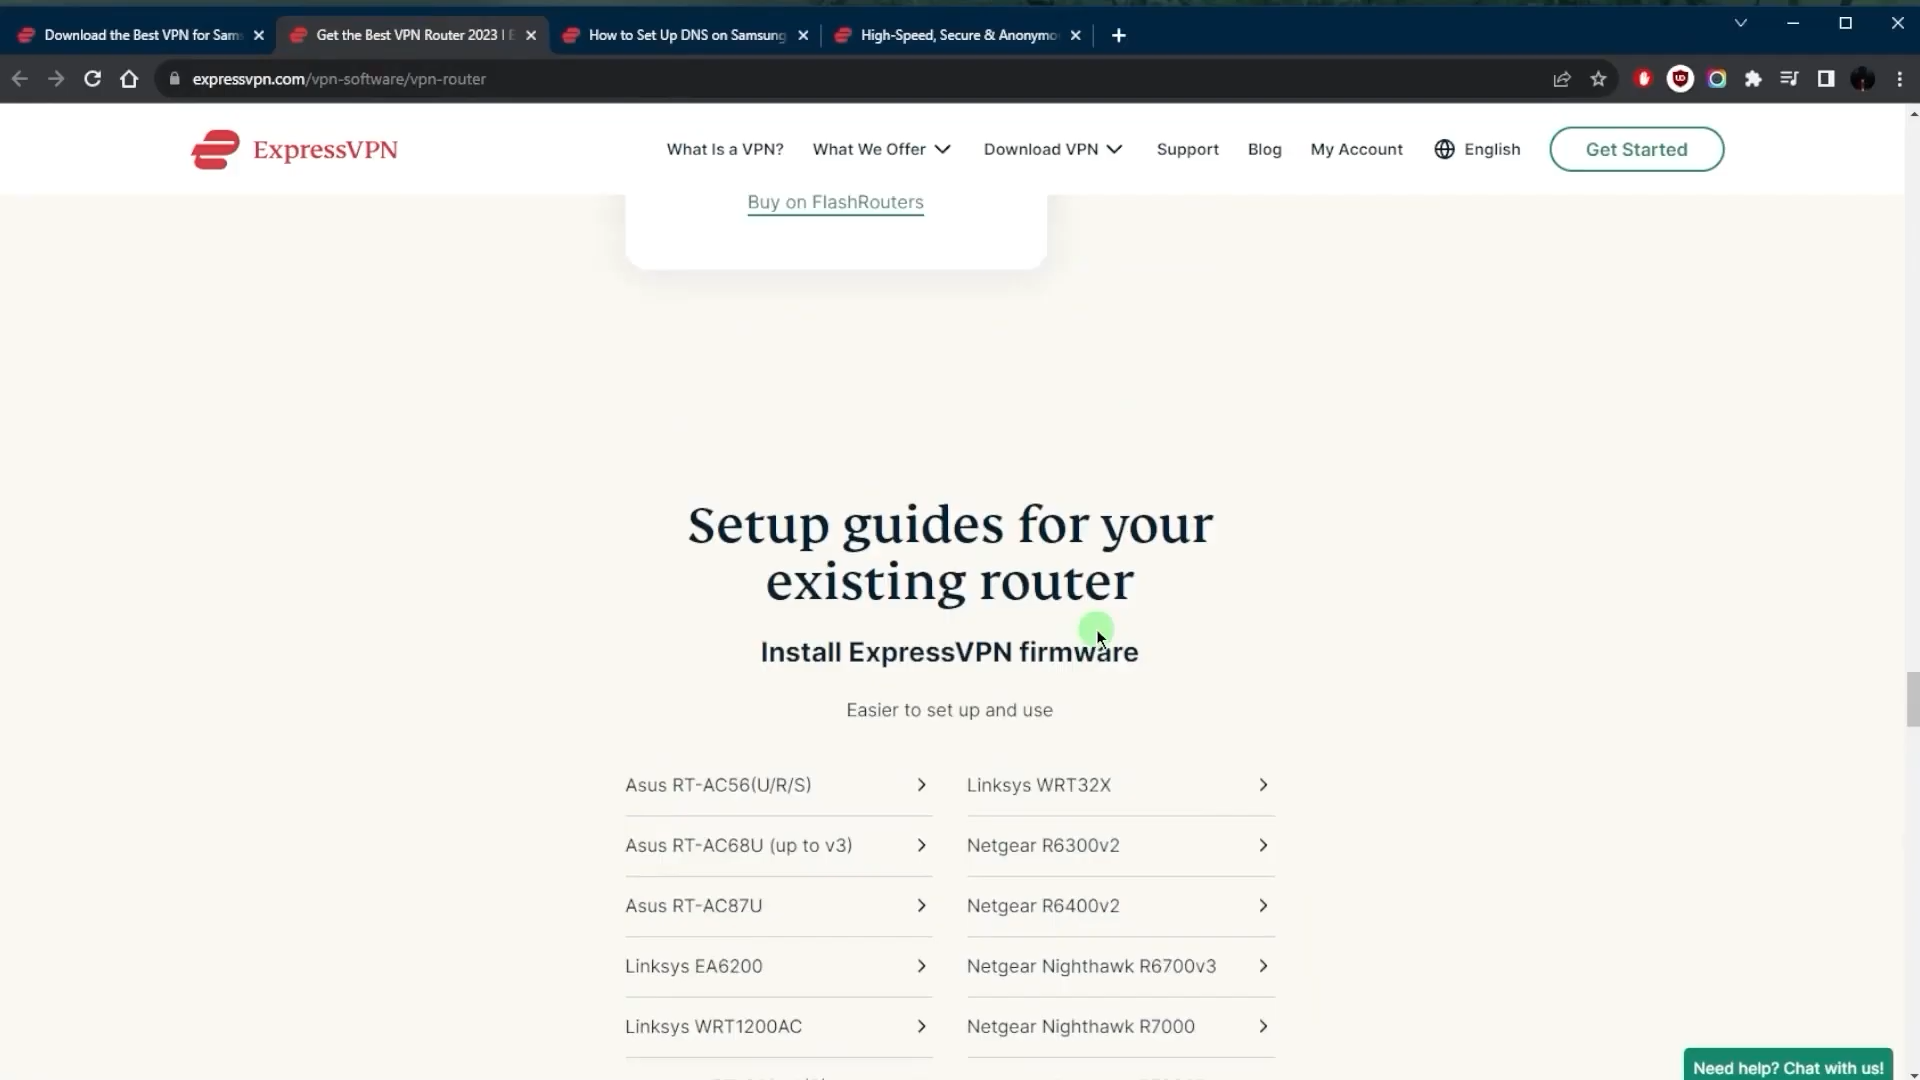 Download the Best VPN for Sam
Get the Best VPN Router 2023 | E
How to Set Up DNS on Samsung
High-Speed, Secure & Anonymo
expressvpn.com/vpn-software/vpn-router
ExpressVPN
What Is a VPN?
What We Offer
Download VPN
Support
Blog
My Account
English
Get Started
Buy on FlashRouters
Setup guides for your
existing router
Install ExpressVPN firmware
Easier to set up and use
Asus RT-AC56(U/R/S)
Linksys WRT32X
Asus RT-AC68U (up to v3)
Netgear R6300v2
Asus RT-AC87U
Netgear R6400v2
Linksys EA6200
Netgear Nighthawk R6700v3
Linksys WRT1200AC
Netgear Nighthawk R7000
Need help? Chat with us!